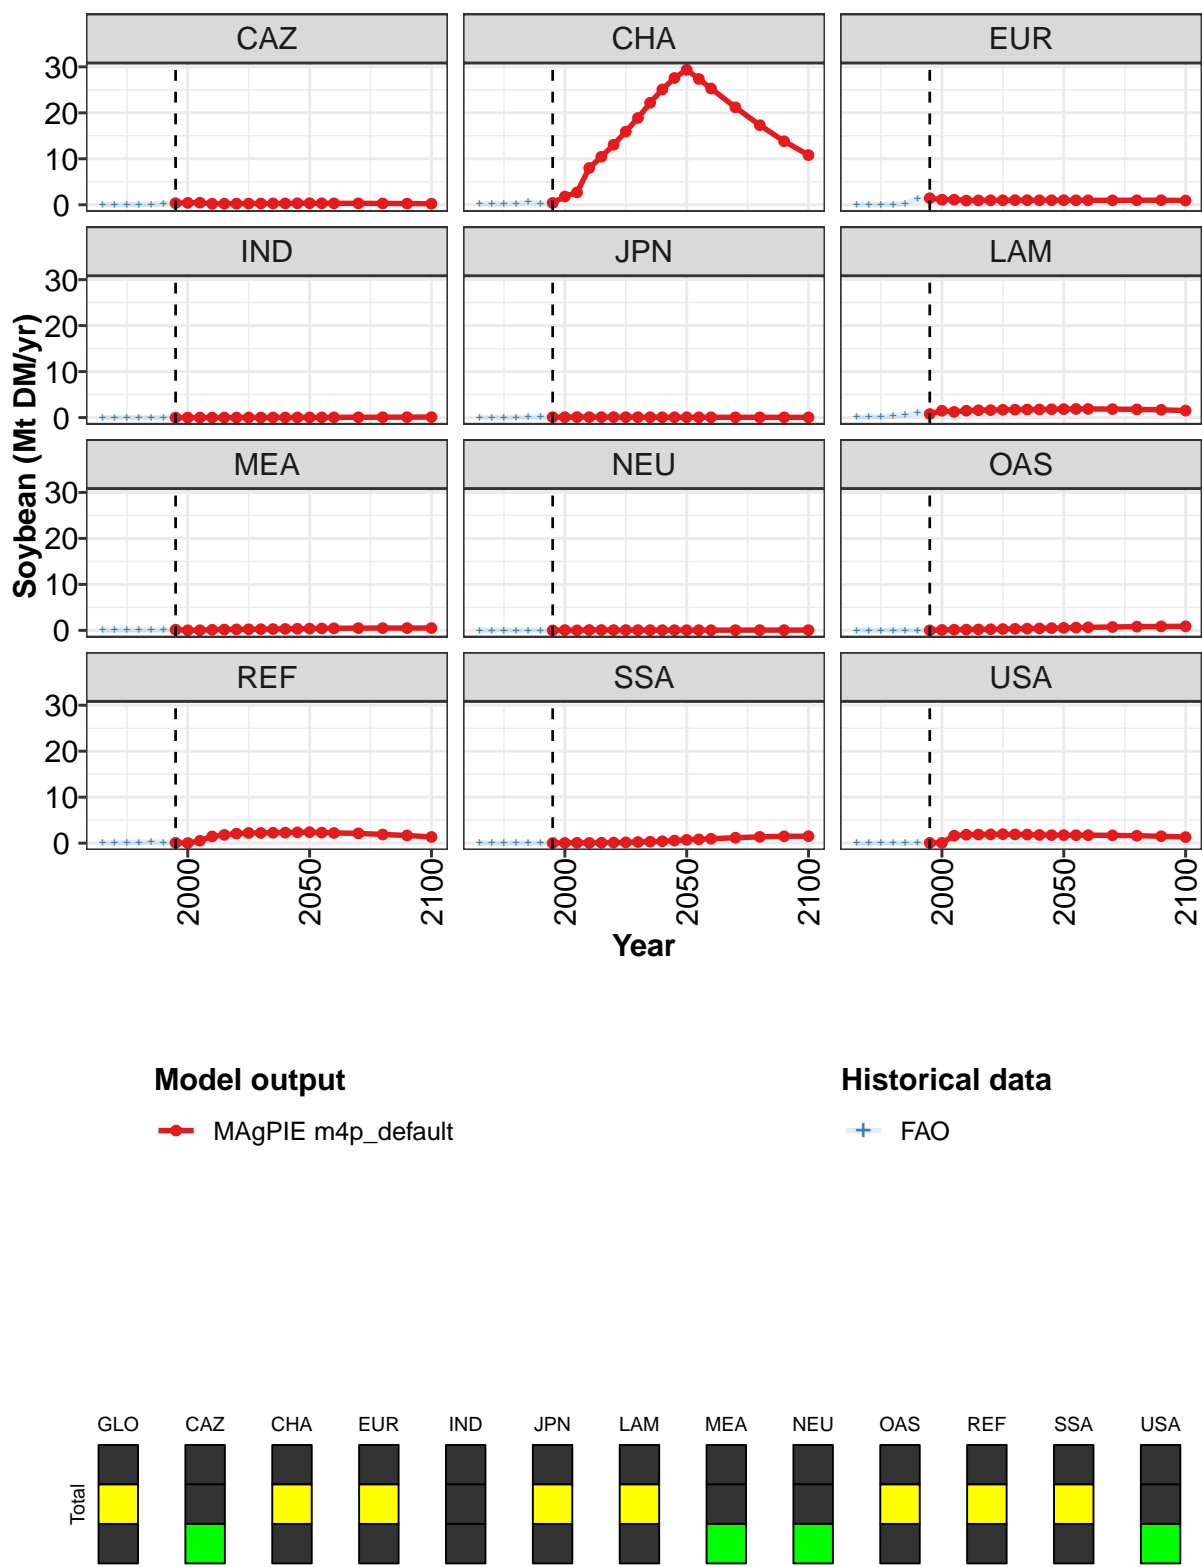 CAZ CHA EUR
30
20
10
0
IND JPN LAM
30
20
10
0
MEA NEU OAS
30
20
10
0
REF SSA USA
30
20
10
0
Soybean (Mt DM/yr)
2000 2050 2100 2000 2050 2100 2000 2050 2100
Year
Model output
MAgPIE m4p_default
Historical data
FAO
GLO CAZ CHA EUR IND JPN LAM MEA NEU OAS REF SSA USA
Total